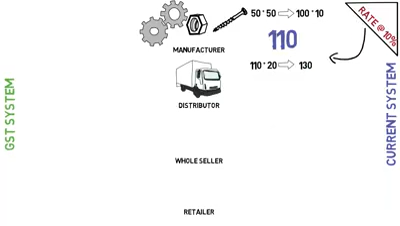 50 * 50 ⇒ 100 * 10
RATE @ 10%
110
MANUFACTURER
110 * 20 ⇒ 130
DISTRIBUTOR
GST SYSTEM
CURRENT SYSTEM
WHOLE SELLER
RETAILER